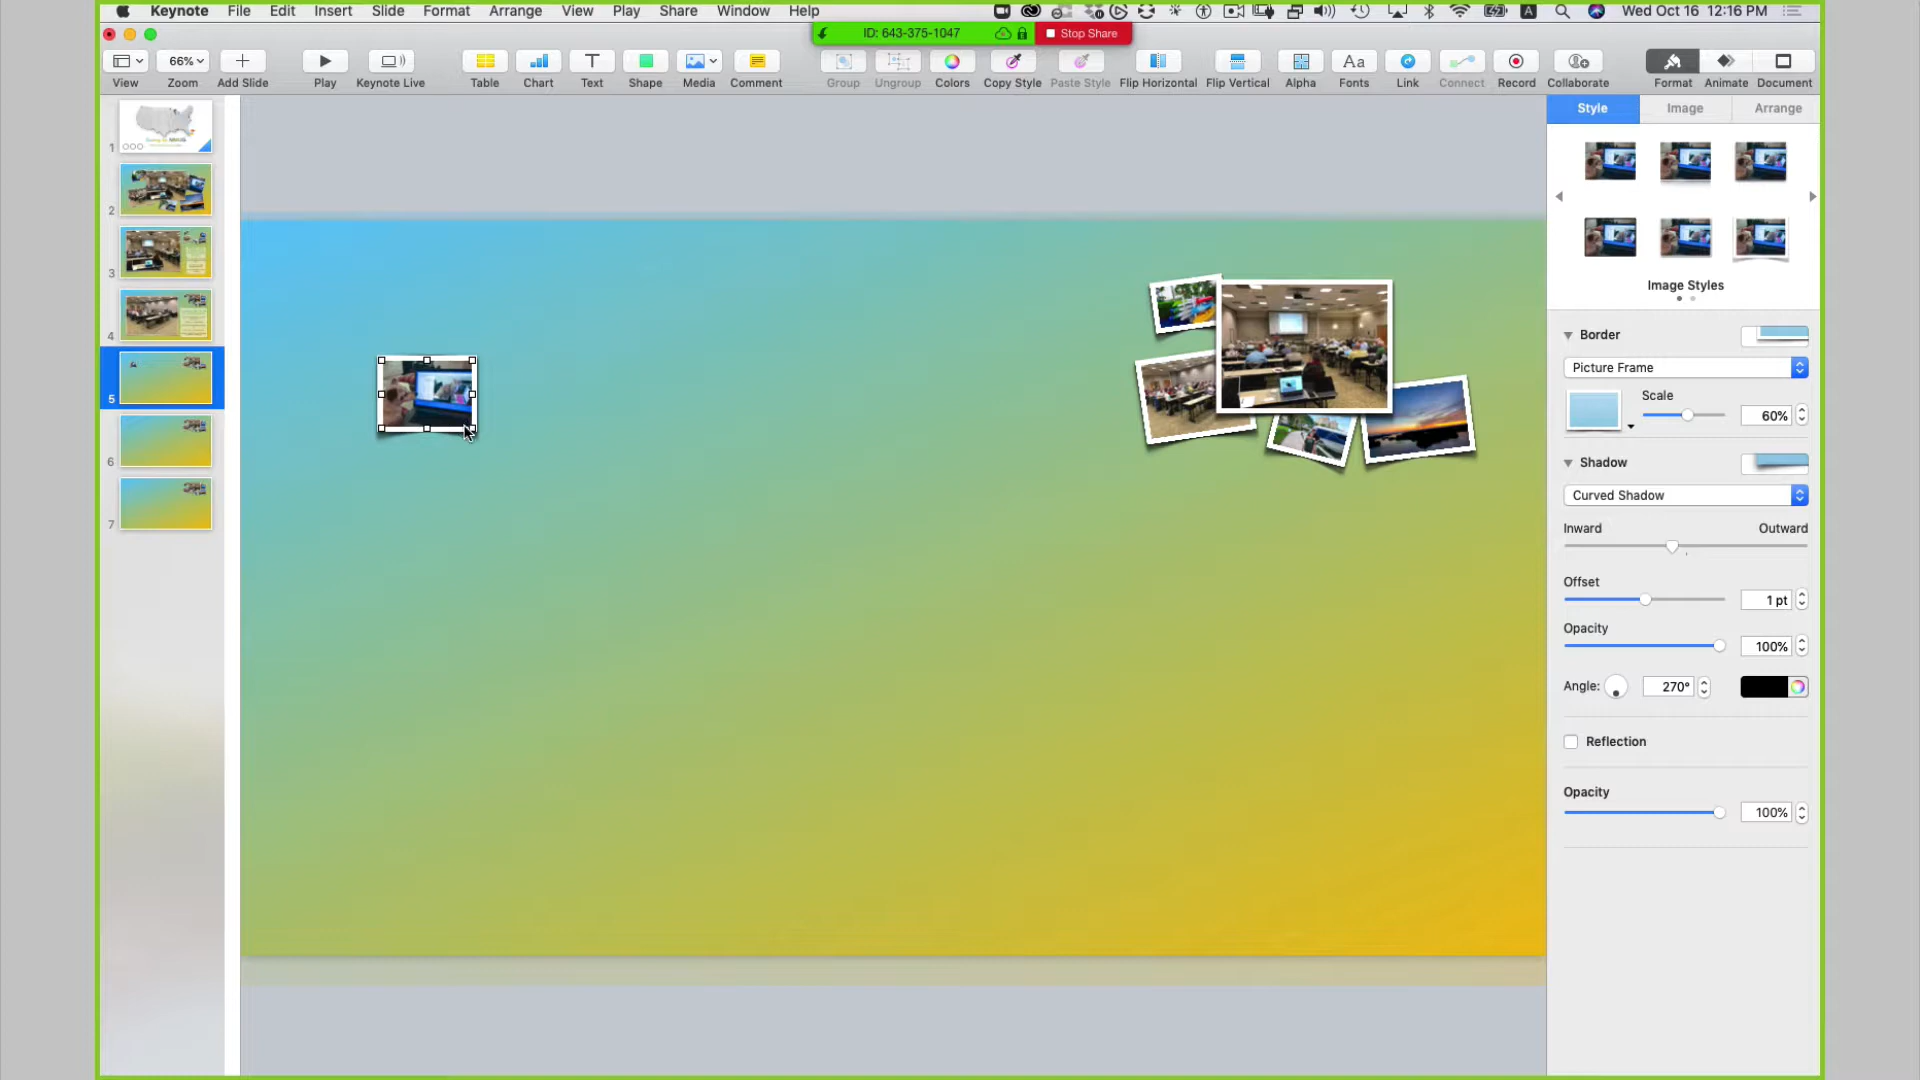 Keynote File Edit Insert Slide Format Arrange View Play Share Window Help Wed Oct 16 12:16 PM
ID: 643-375-1047 Stop Share
66%
View Zoom Add Slide Play Keynote Live Table Chart Text Shape Media Comment Group Ungroup Colors Copy Style Paste Style Flip Horizontal Flip Vertical Alpha Fonts Link Connect Record Collaborate Format Animate Document
Style Image Arrange
1
2
3
4
5
6
7
Image Styles
Border
Picture Frame
Scale
60%
Shadow
Curved Shadow
Inward Outward
Offset
1 pt
Opacity
100%
Angle: 270°
Reflection
Opacity
100%